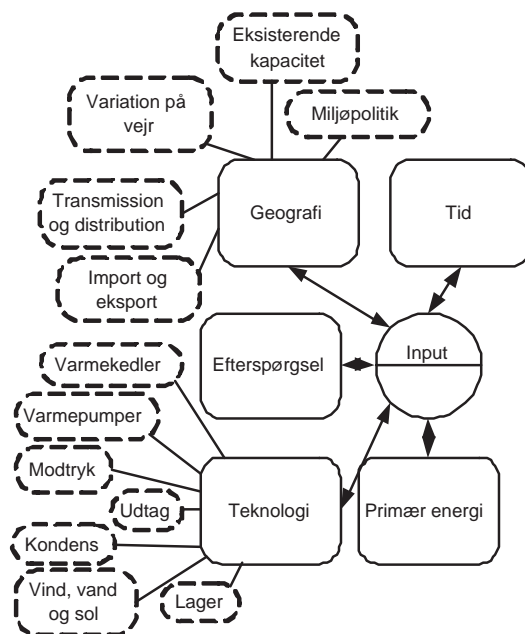 Eksisterende
kapacitet
Variation på
vejr
Miljøpolitik
Transmission
og distribution
Geografi
Tid
Import og
eksport
Efterspørgsel
Input
Varmekedler
Varmepumper
Modtryk
Udtag
Teknologi
Primær energi
Kondens
Vind, vand
og sol
Lager